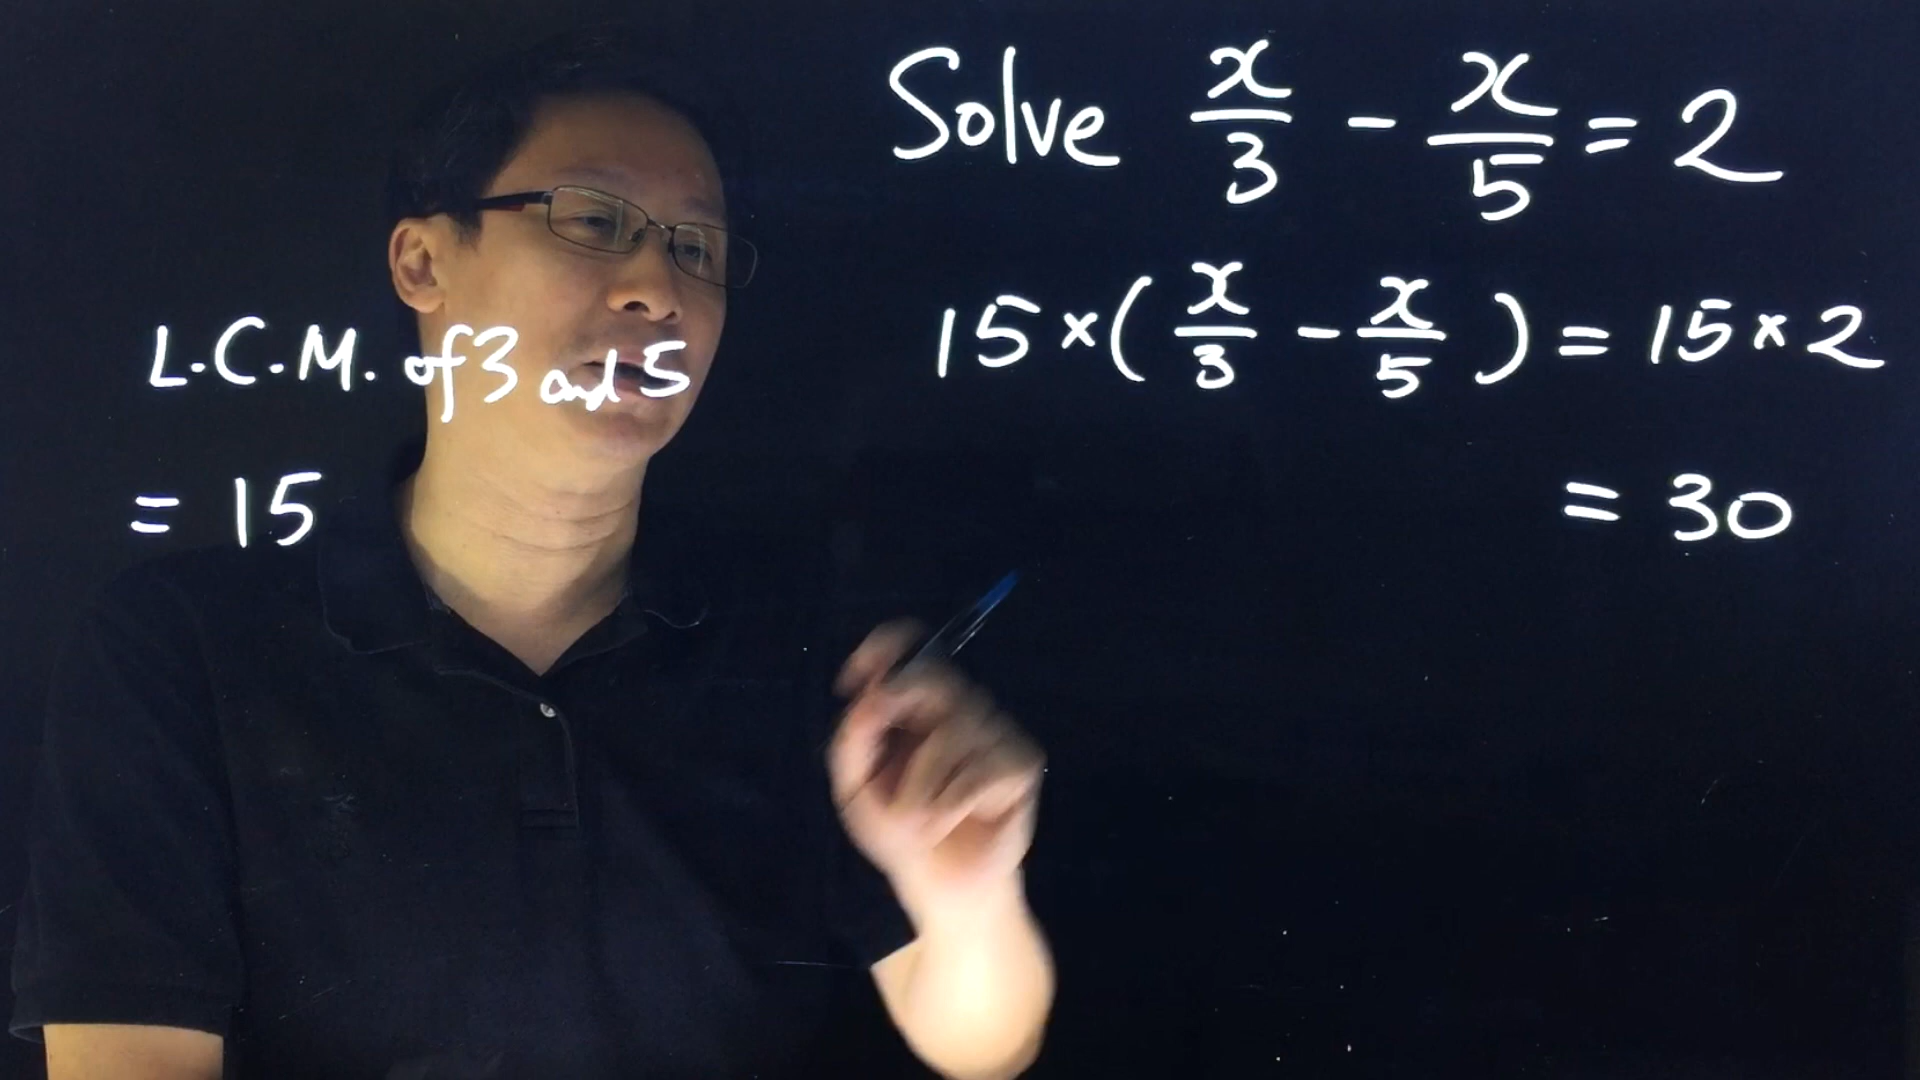 Solve x/3 - x/5 = 2
15 × ( x/3 - x/5 ) = 15 × 2
L.C.M. of 3 and 5
= 15
= 30